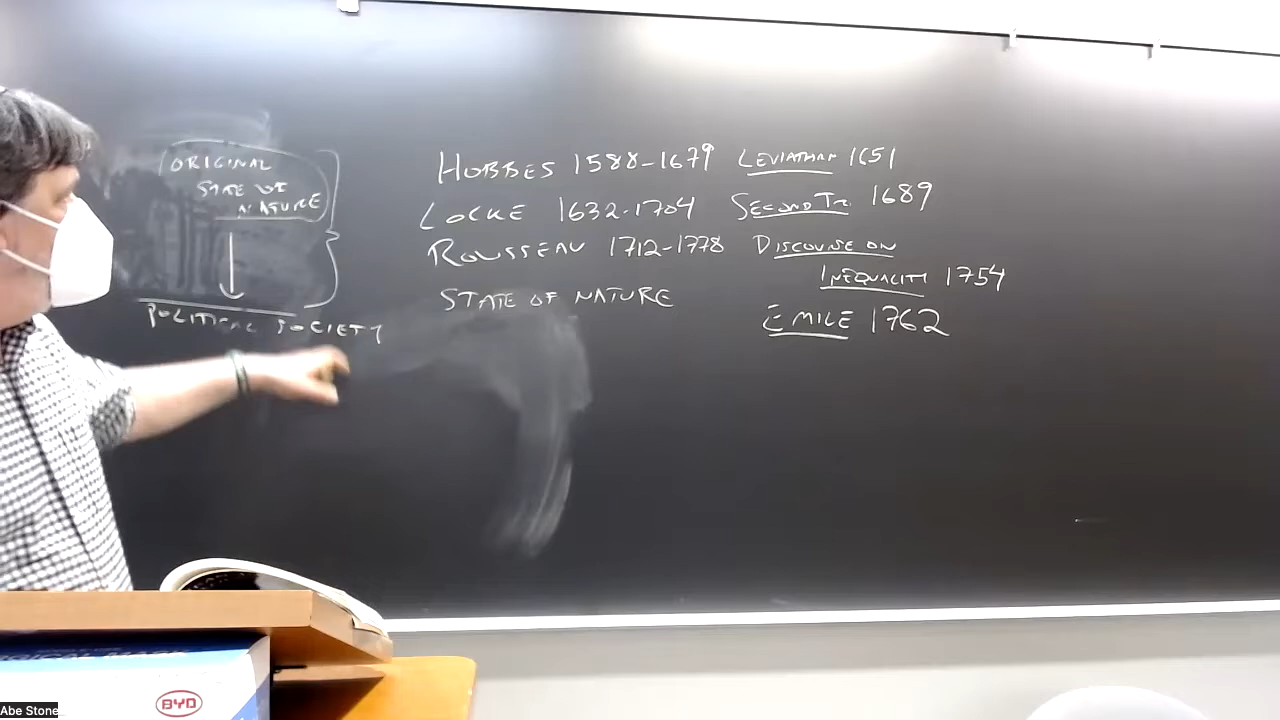 ORIGINAL
STATE OF
NATURE
POLITICAL SOCIETY
HOBBES 1588-1679 LEVIATHAN 1651
LOCKE 1632-1704 SECOND TR. 1689
ROUSSEAU 1712-1778 DISCOURSE ON
INEQUALITY 1754
STATE OF NATURE
EMILE 1762
BYD
Abe Stone